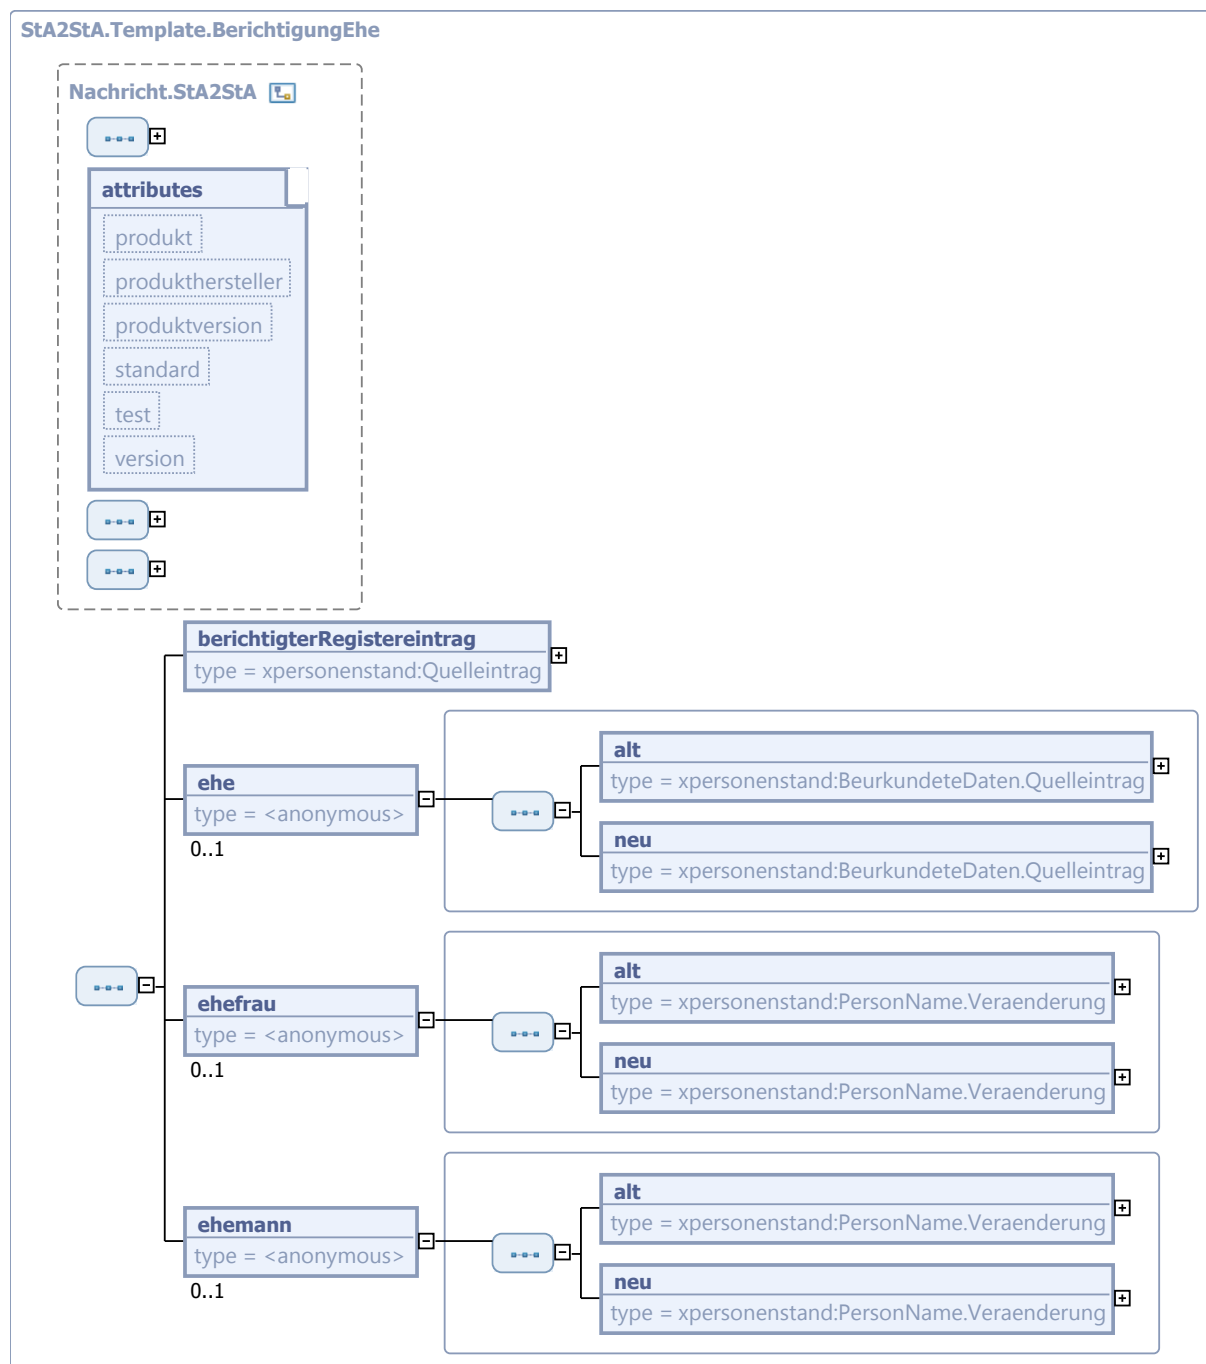 StA2StA.Template.BerichtigungEhe
Nachricht.StA2StA
attributes
produkt
produkthersteller
produktversion
standard
test
version
berichtigterRegistereintrag
type = xpersonenstand:Quelleintrag
ehe
type = <anonymous>
0..1
alt
type = xpersonenstand:BeurkundeteDaten.Quelleintrag
neu
type = xpersonenstand:BeurkundeteDaten.Quelleintrag
ehefrau
type = <anonymous>
0..1
alt
type = xpersonenstand:PersonName.Veraenderung
neu
type = xpersonenstand:PersonName.Veraenderung
ehemann
type = <anonymous>
0..1
alt
type = xpersonenstand:PersonName.Veraenderung
neu
type = xpersonenstand:PersonName.Veraenderung